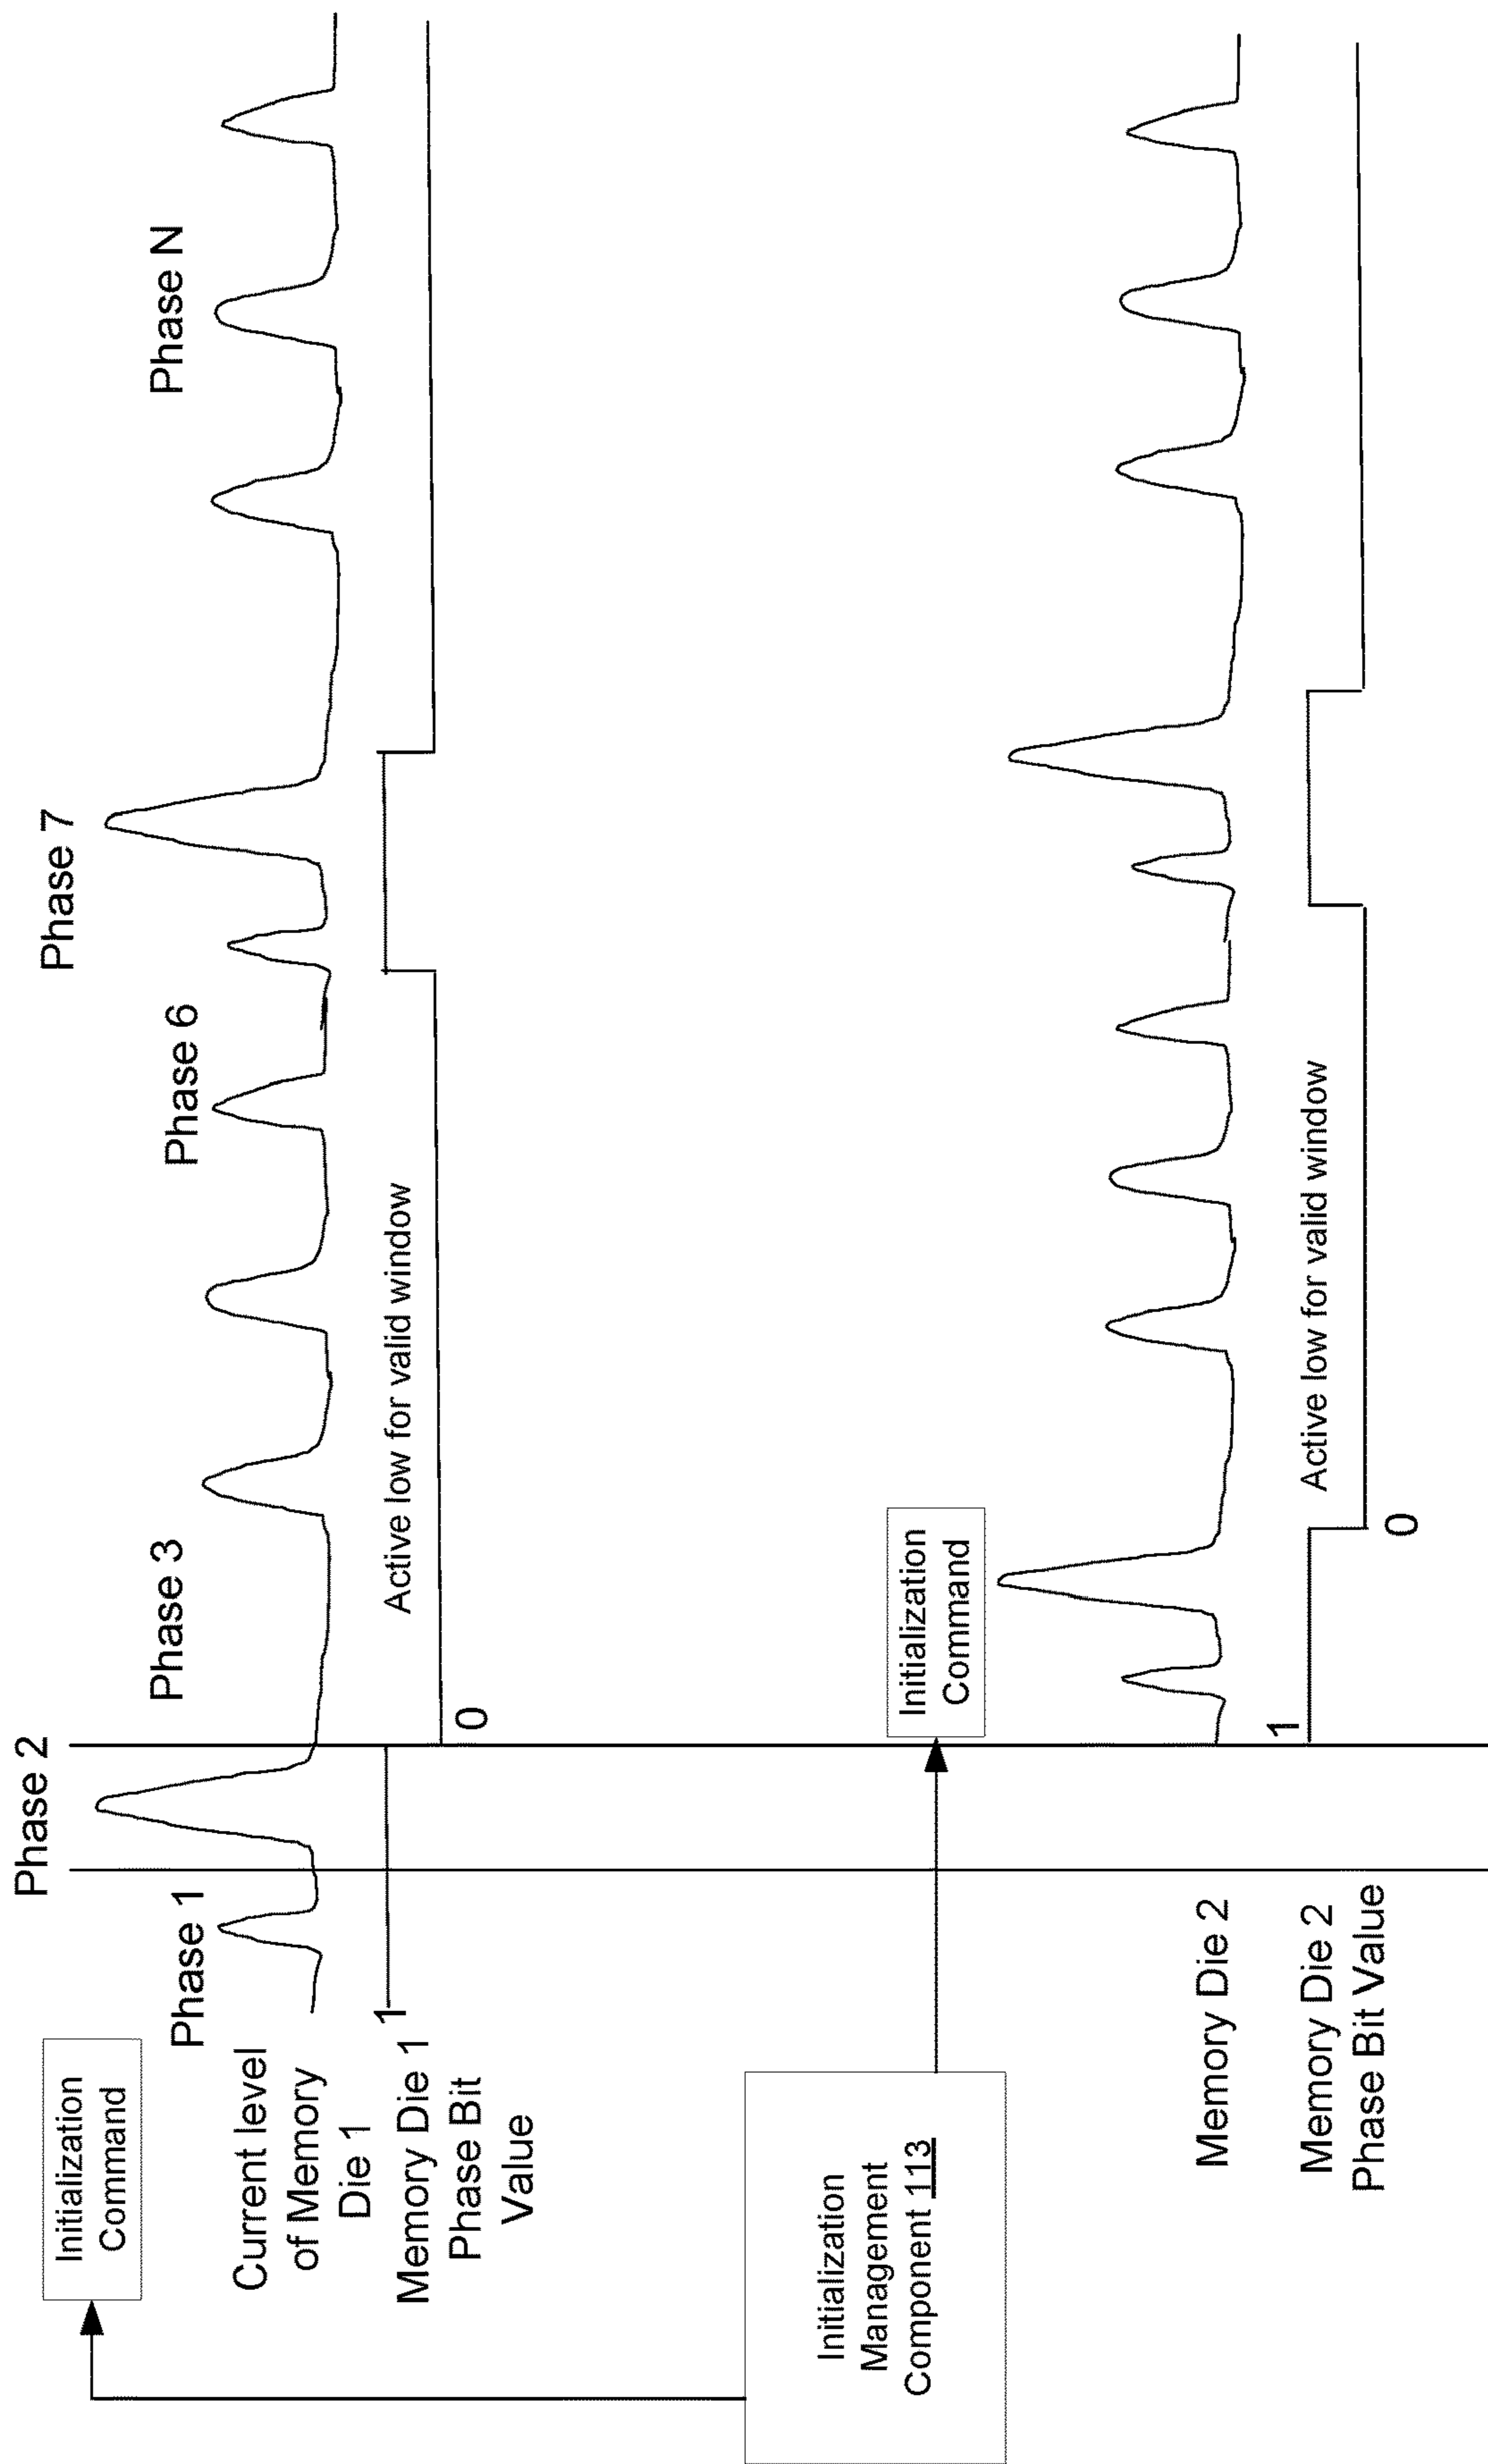 Phase 2
Phase 7
Initialization
Command
Phase 1
Phase 3
Phase 6
Phase N
Current level
of Memory
Die 1
1
Memory Die 1
Phase Bit
Value
Active low for valid window
0
Initialization
Management
Component 113
Initialization
Command
Memory Die 2
1
Memory Die 2
Phase Bit Value
Active low for valid window
0